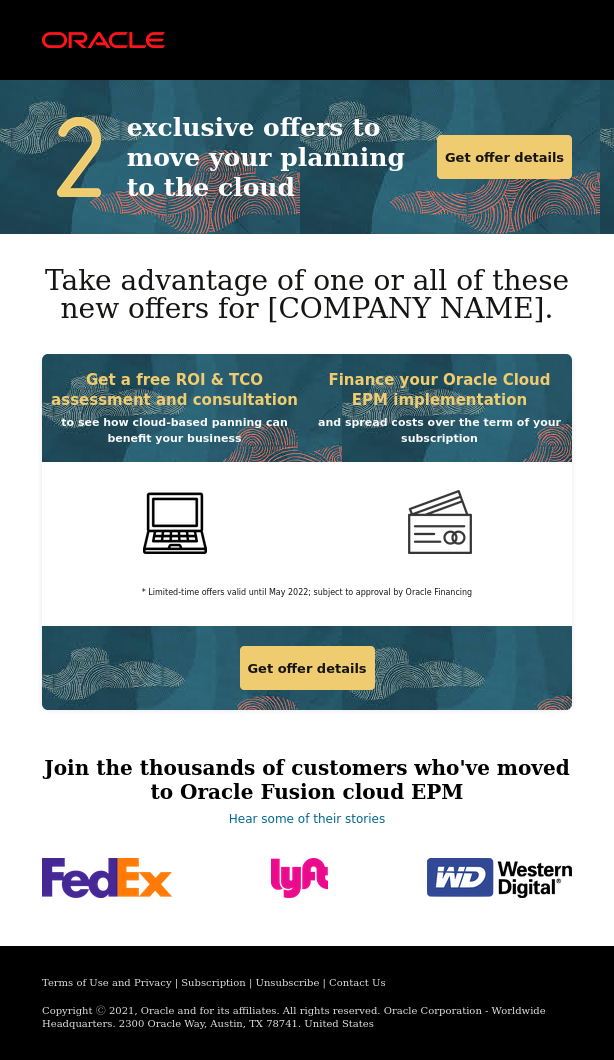 ORACLE
2
exclusive offers to
move your planning
to the cloud
Get offer details
Take advantage of one or all of these
new offers for [COMPANY NAME].
Get a free ROI & TCO
assessment and consultation
to see how cloud-based panning can
benefit your business
Finance your Oracle Cloud
EPM implementation
and spread costs over the term of your
subscription
* Limited-time offers valid until May 2022; subject to approval by Oracle Financing
Get offer details
Join the thousands of customers who've moved
to Oracle Fusion cloud EPM
Hear some of their stories
FedEx
lyft
WD Western
Digital®
Terms of Use and Privacy | Subscription | Unsubscribe | Contact Us
Copyright © 2021, Oracle and for its affiliates. All rights reserved. Oracle Corporation - Worldwide
Headquarters. 2300 Oracle Way, Austin, TX 78741. United States